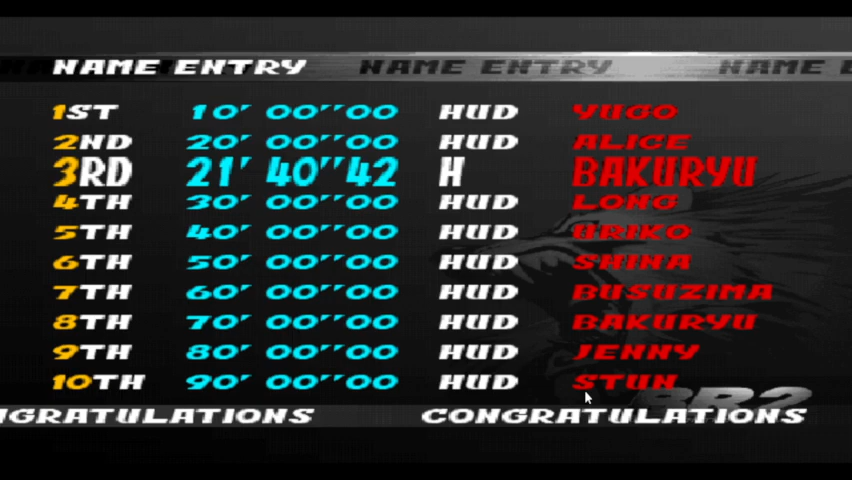 NAME ENTRY NAME ENTRY NAME E
1ST 10' 00"00 HUD YUGO
2ND 20' 00"00 HUD ALICE
3RD 21' 40"42 H BAKURYU
4TH 30' 00"00 HUD LONG
5TH 40' 00"00 HUD URIKO
6TH 50' 00"00 HUD SHINA
7TH 60' 00"00 HUD BUSUZIMA
8TH 70' 00"00 HUD BAKURYU
9TH 80' 00"00 HUD JENNY
10TH 90' 00"00 HUD STUN
BR2
NGRATULATIONS CONGRATULATIONS